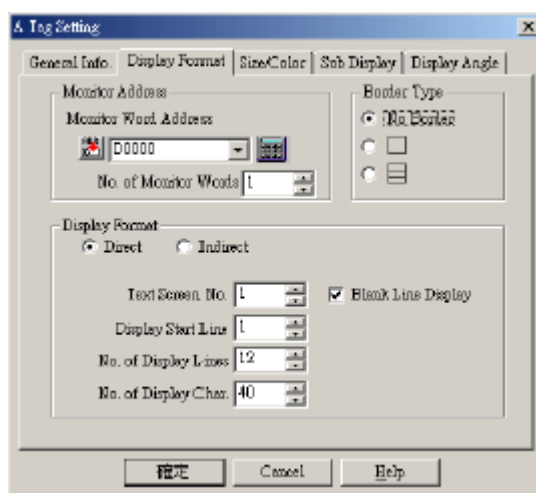 A Tag Setting
General Info. Display Format Size/Color Sub Display Display Angle
Monitor Address
Monitor Word Address
D0000
No. of Monitor Words 1
Border Type
No Border
Display Format
Direct Indirect
Text Screen No. 1 Blank Line Display
Display Start Line 1
No. of Display Lines 12
No. of Display Char. 40
確定 Cancel Help